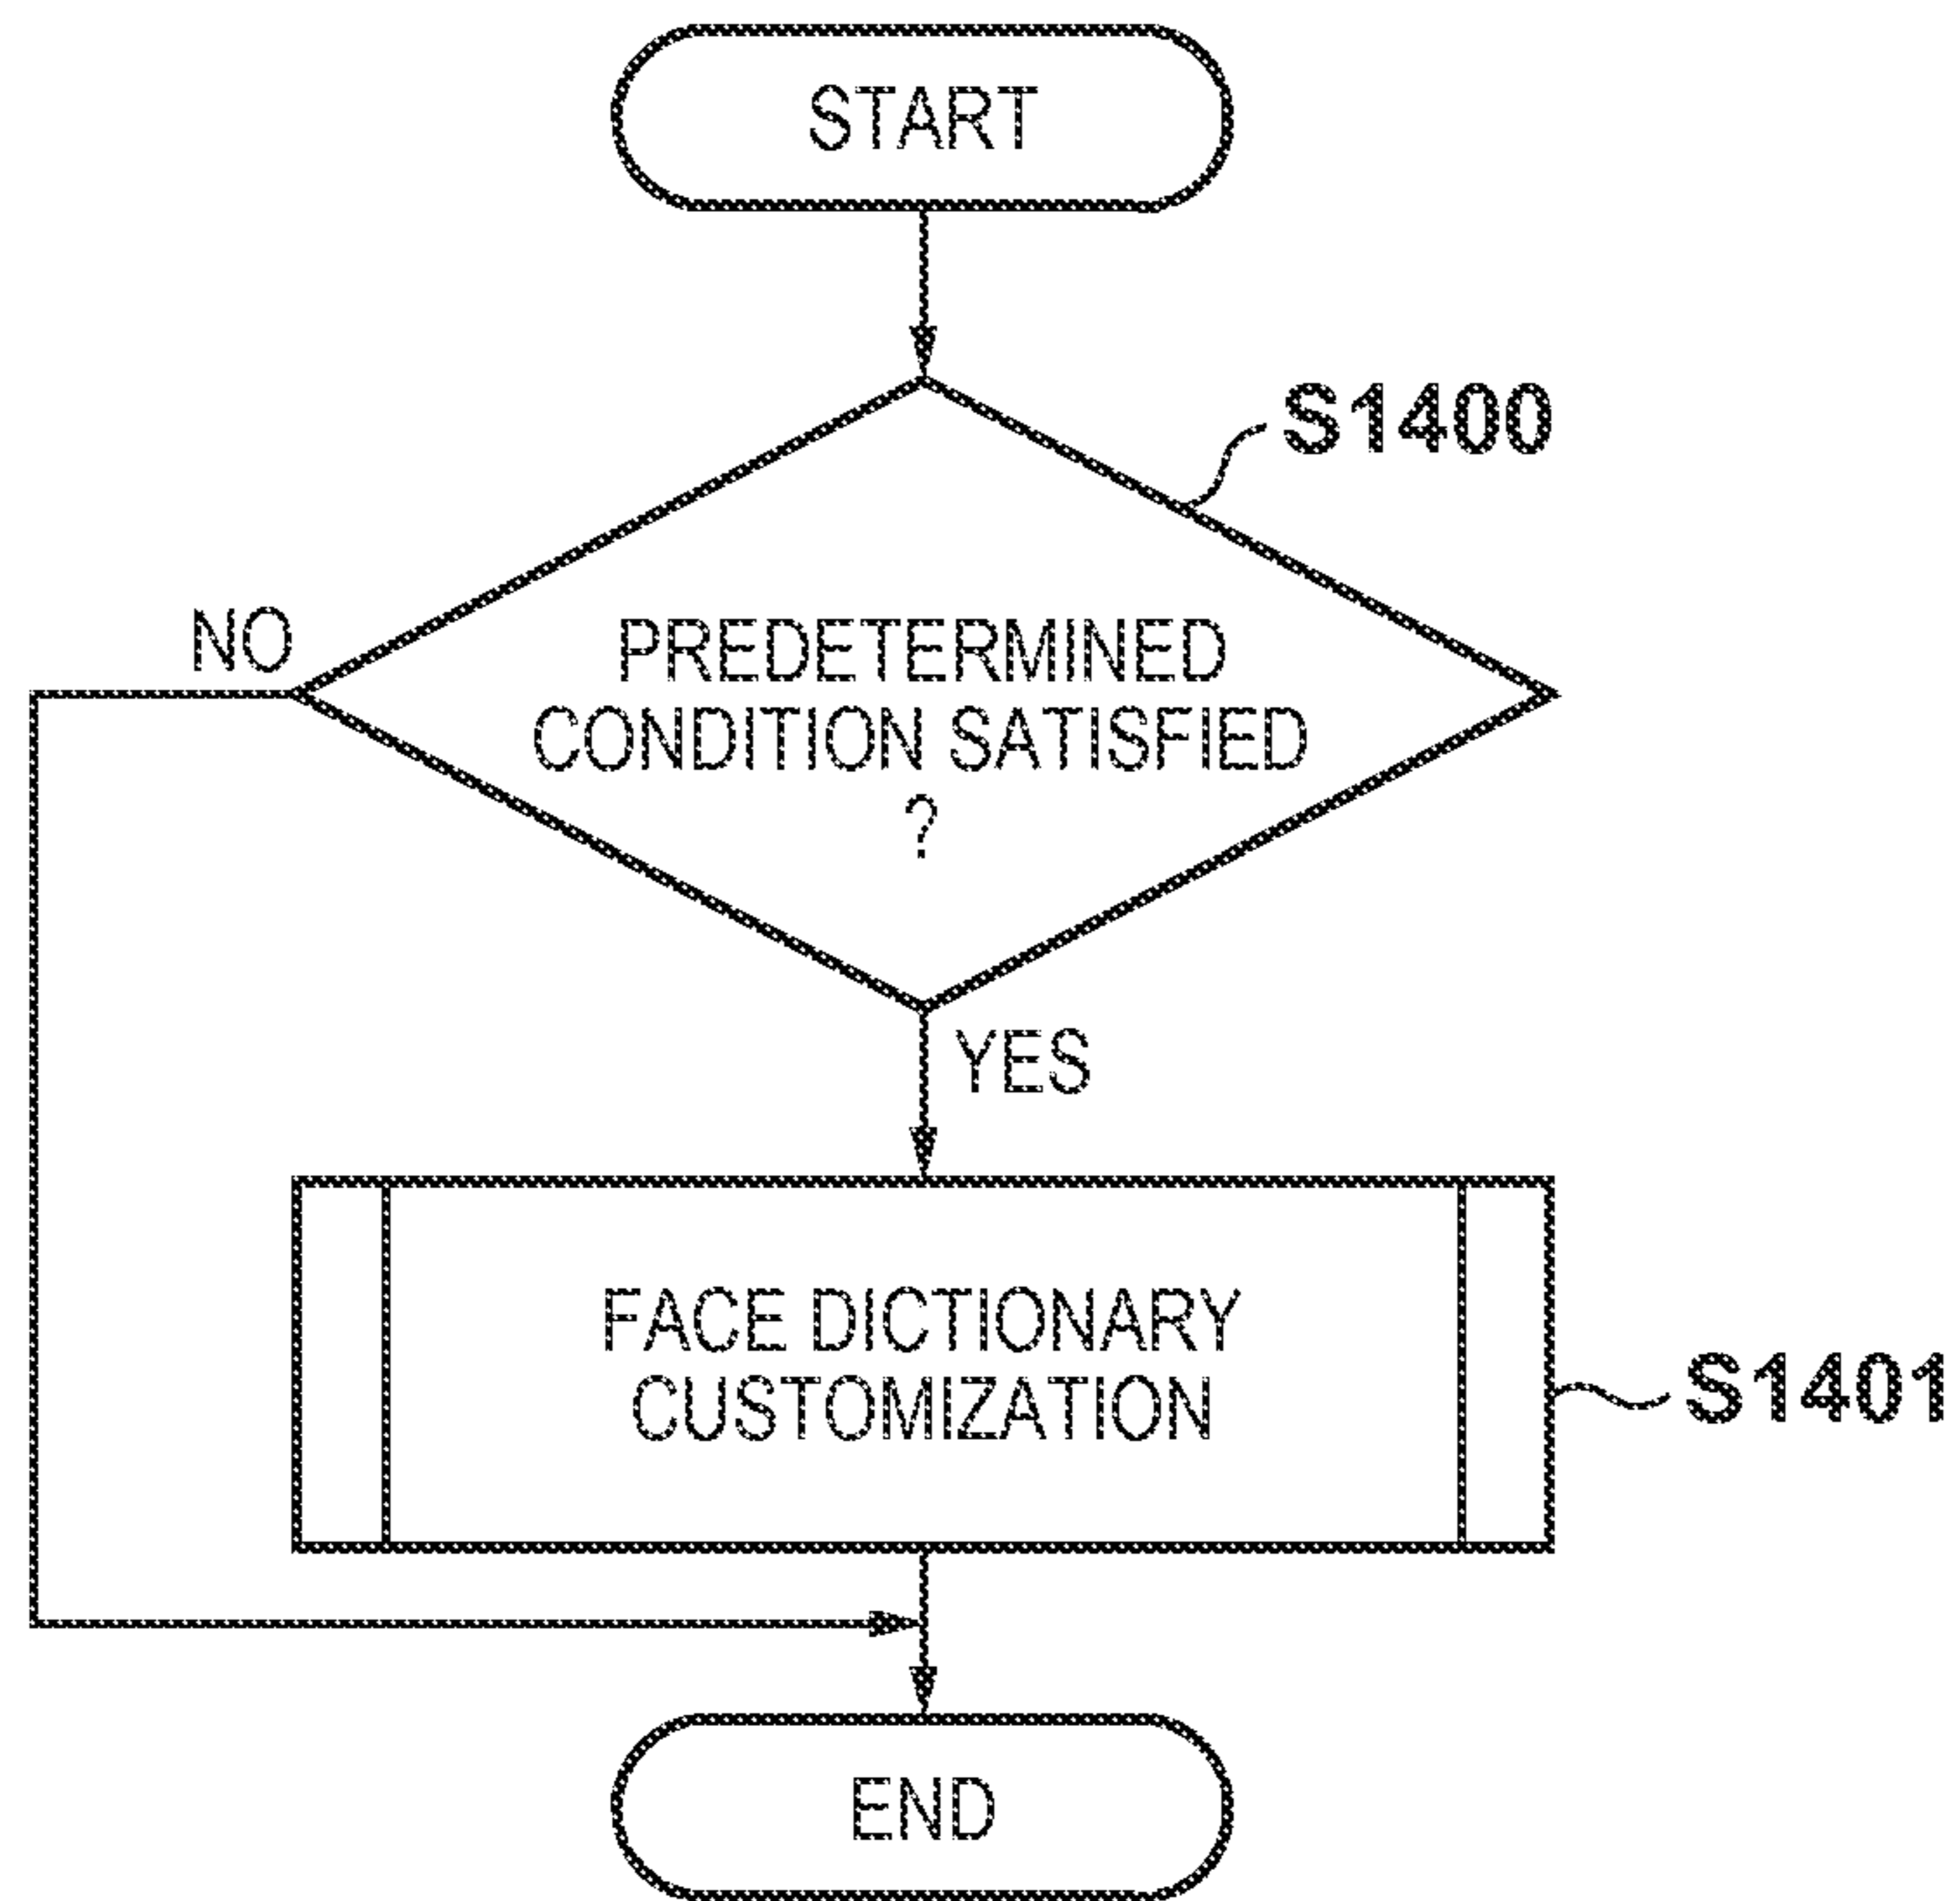 START
S1400
NO
PREDETERMINED
CONDITION SATISFIED
?
YES
FACE DICTIONARY
CUSTOMIZATION
S1401
END